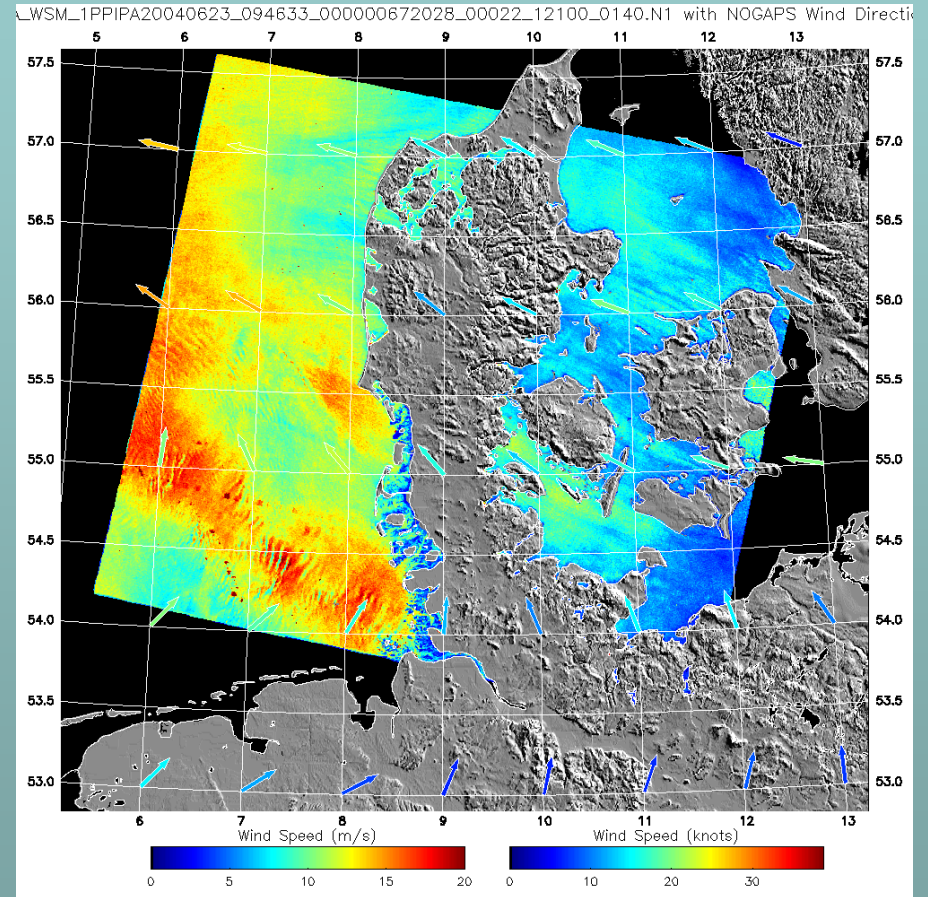 _WSM_1PPIPA20040623_094633_000000672028_00022_12100_0140.N1 with NOGAPS Wind
5 6 7 8 9 10 11 12 13
57.5 57.5
57.0 57.0
56.5 56.5
56.0 56.0
55.5 55.5
55.0 55.0
54.5 54.5
54.0 54.0
53.5 53.5
53.0 53.0
6 7 8 9 10 11 12 13
Wind Speed (m/s) Wind Speed (knots)
0 5 10 15 20 0 10 20 30